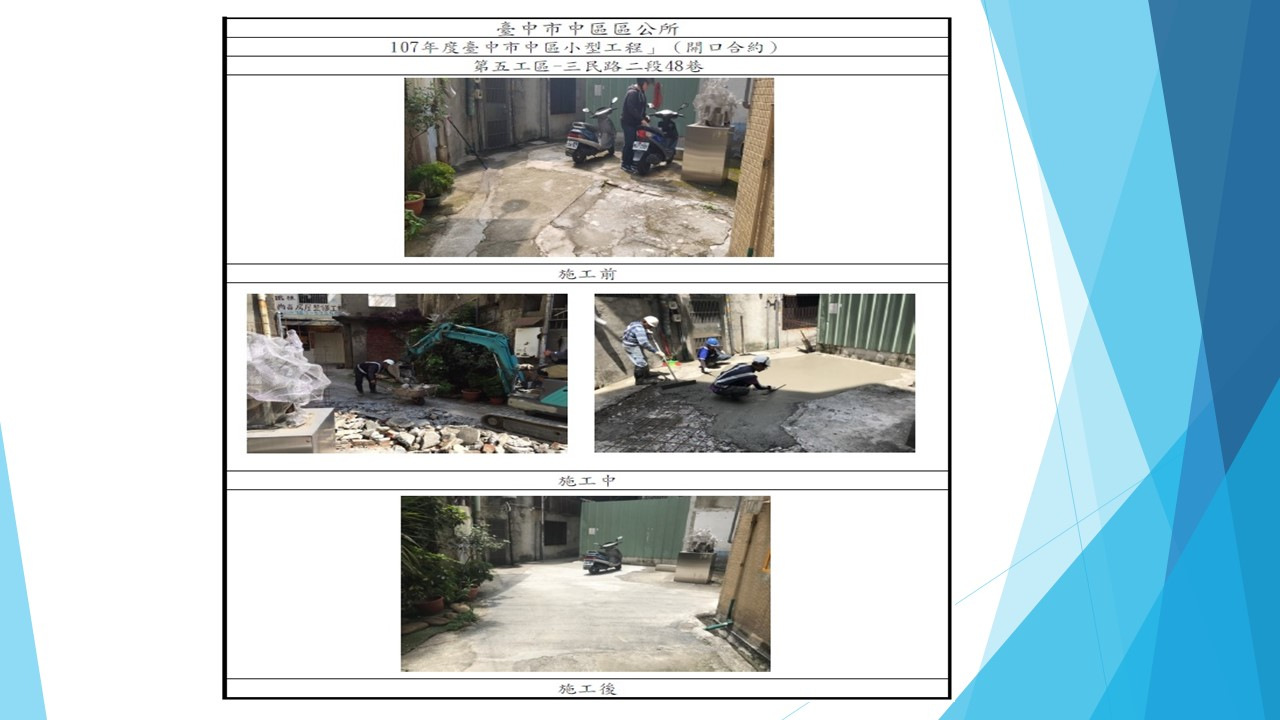 臺中市中區區公所
107年度臺中市中區小型工程」（開口合約）
第五工區-三民路二段48巷
施工前
施工中
施工後